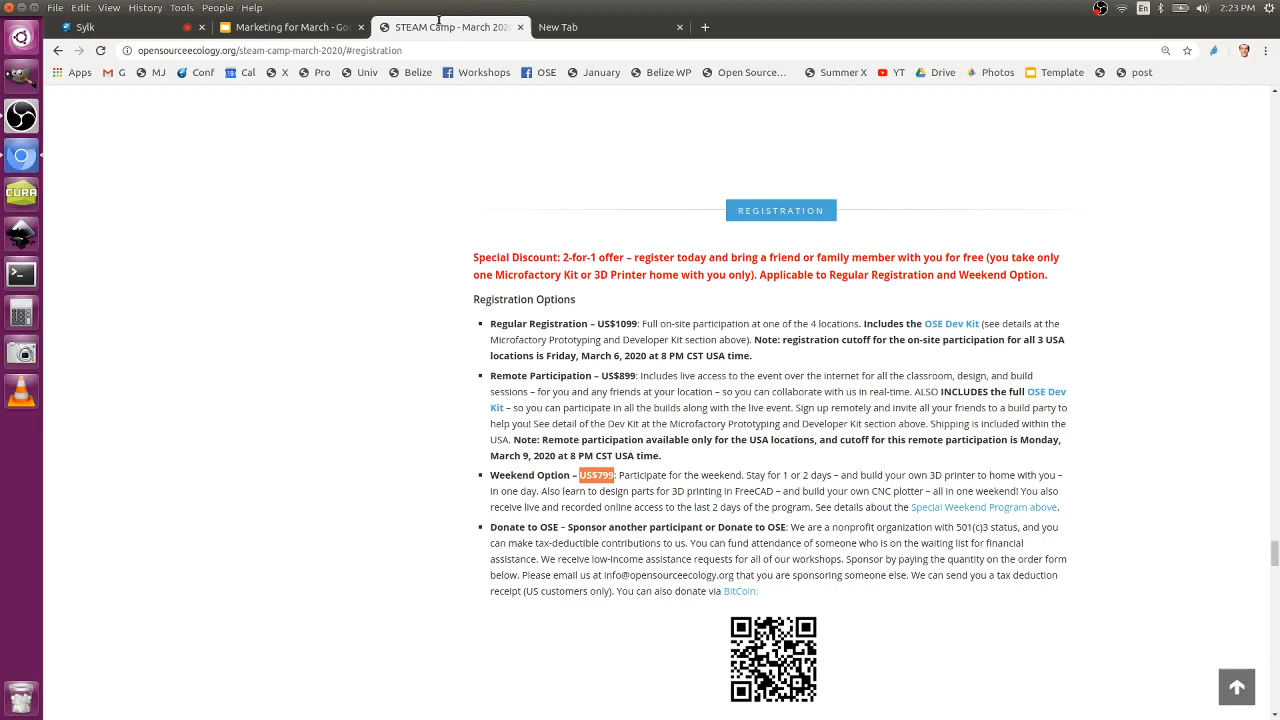 File Edit View History Bookmarks Tools People Help
En
2:23 PM
Sylk
Marketing for March - Go
STEAM Camp - March 202
New Tab
opensourceecology.org/steam-camp-march-2020/#registration
Apps
G
MJ
Conf
Cal
X
Pro
Univ
Belize
Workshops
OSE
January
Belize WP
Open Source…
Summer X
YT
Drive
Photos
Template
post
CURA
REGISTRATION
Special Discount: 2-for-1 offer – register today and bring a friend or family member with you for free (you take only
one Microfactory Kit or 3D Printer home with you only). Applicable to Regular Registration and Weekend Option.
Registration Options
Regular Registration – US$1099: Full on-site participation at one of the 4 locations. Includes the OSE Dev Kit (see details at the
Microfactory Prototyping and Developer Kit section above). Note: registration cutoff for the on-site participation for all 3 USA
locations is Friday, March 6, 2020 at 8 PM CST USA time.
Remote Participation – US$899: Includes live access to the event over the internet for all the classroom, design, and build
sessions – for you and any friends at your location – so you can collaborate with us in real-time. ALSO INCLUDES the full OSE Dev
Kit – so you can participate in all the builds along with the live event. Sign up remotely and invite all your friends to a build party to
help you! See detail of the Dev Kit at the Microfactory Prototyping and Developer Kit section above. Shipping is included within the
USA. Note: Remote participation available only for the USA locations, and cutoff for this remote participation is Monday,
March 9, 2020 at 8 PM CST USA time.
Weekend Option – US$799: Participate for the weekend. Stay for 1 or 2 days – and build your own 3D printer to home with you –
in one day. Also learn to design parts for 3D printing in FreeCAD – and build your own CNC plotter – all in one weekend! You also
receive live and recorded online access to the last 2 days of the program. See details about the Special Weekend Program above.
Donate to OSE – Sponsor another participant or Donate to OSE: We are a nonprofit organization with 501(c)3 status, and you
can make tax-deductible contributions to us. You can fund attendance of someone who is on the waiting list for financial
assistance. We receive low-income assistance requests for all of our workshops. Sponsor by paying the quantity on the order form
below. Please email us at info@opensourceecology.org that you are sponsoring someone else. We can send you a tax deduction
receipt (US customers only). You can also donate via BitCoin: